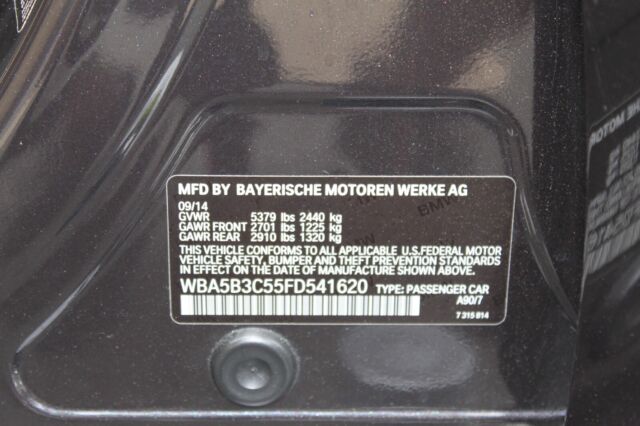 MFD BY BAYERISCHE MOTOREN WERKE AG
09/14
GVWR 5379 lbs 2440 kg
GAWR FRONT 2701 lbs 1225 kg
GAWR REAR 2910 lbs 1320 kg
THIS VEHICLE CONFORMS TO ALL APPLICABLE U.S.FEDERAL MOTOR
VEHICLE SAFETY, BUMPER AND THEFT PREVENTION STANDARDS
IN EFFECT ON THE DATE OF MANUFACTURE SHOWN ABOVE.
WBA5B3C55FD541620 TYPE: PASSENGER CAR
A90/7
7 315 814